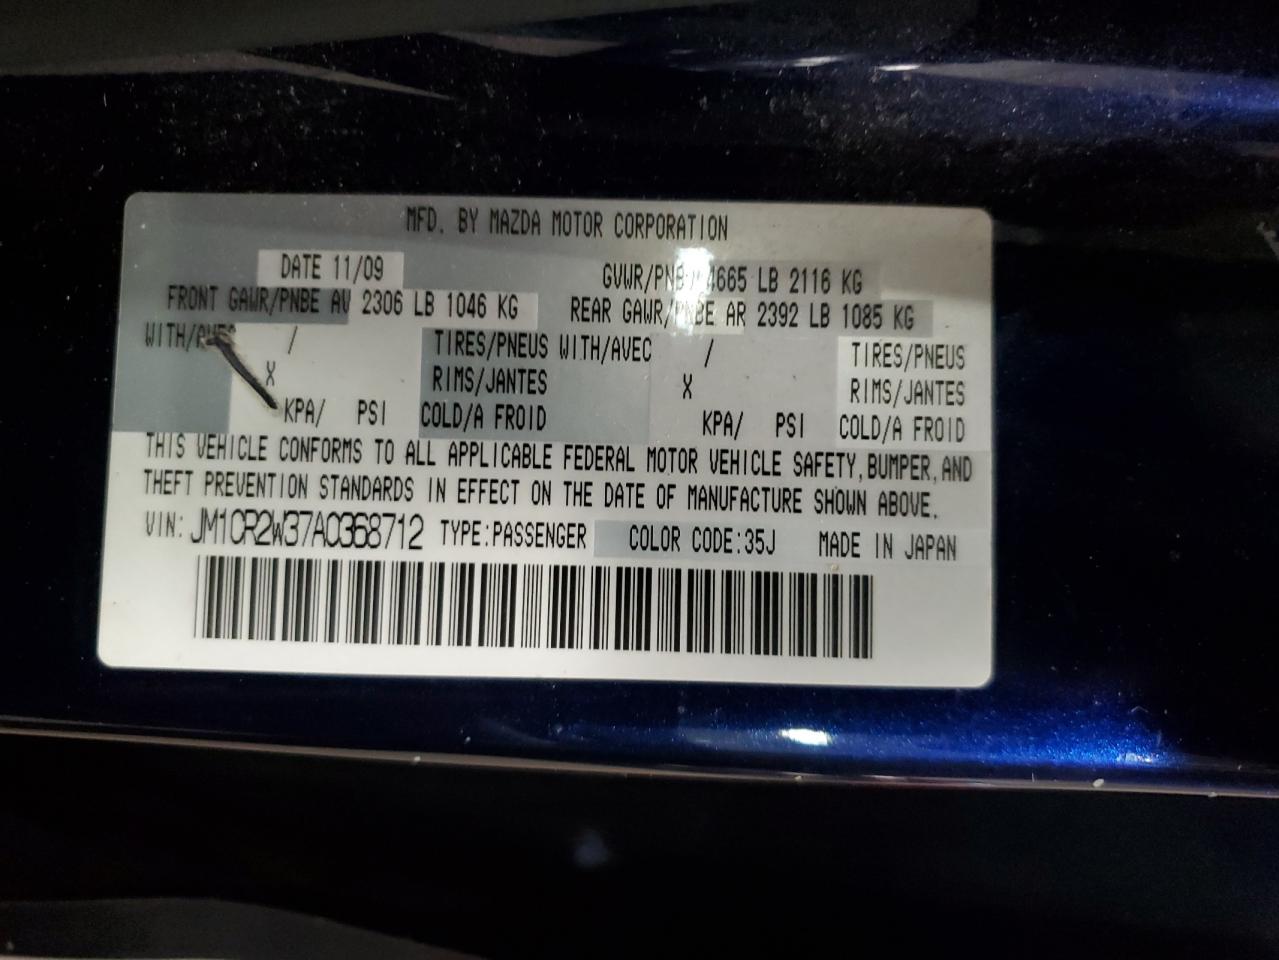 MFD. BY MAZDA MOTOR CORPORATION
DATE 11/09 GVWR/PNBV 4665 LB 2116 KG
FRONT GAWR/PNBE AV 2306 LB 1046 KG REAR GAWR/PNBE AR 2392 LB 1085 KG
WITH/AVEC / TIRES/PNEUS WITH/AVEC / TIRES/PNEUS
X RIMS/JANTES X RIMS/JANTES
KPA/ PSI COLD/A FROID KPA/ PSI COLD/A FROID
THIS VEHICLE CONFORMS TO ALL APPLICABLE FEDERAL MOTOR VEHICLE SAFETY, BUMPER, AND
THEFT PREVENTION STANDARDS IN EFFECT ON THE DATE OF MANUFACTURE SHOWN ABOVE.
VIN: JM1CR2W37A0368712 TYPE:PASSENGER COLOR CODE:35J MADE IN JAPAN